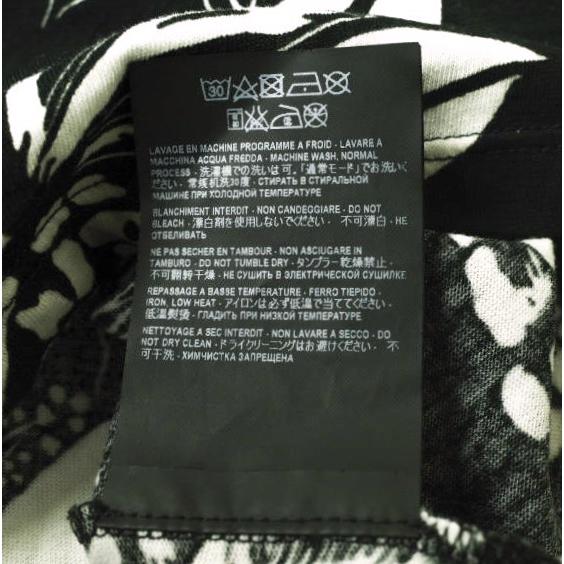 30
LAVAGE EN MACHINE PROGRAMME A FROID - LAVARE A
MACCHINA ACQUA FREDDA - MACHINE WASH, NORMAL
PROCESS - 洗濯機での洗いは可。「通常モード」でお洗いく
ださい - 常规机洗30度 - СТИРАТЬ В СТИРАЛЬНОЙ
МАШИНЕ ПРИ ХОЛОДНОЙ ТЕМПЕРАТУРЕ
BLANCHIMENT INTERDIT - NON CANDEGGIARE - DO NOT
BLEACH - 漂白剤を使用しないでください - 不可漂白 - НЕ
ОТБЕЛИВАТЬ
NE PAS SECHER EN TAMBOUR - NON ASCIUGARE IN
TAMBURO - DO NOT TUMBLE DRY - タンブラー乾燥禁止 -
不可翻转干燥 - НЕ СУШИТЬ В ЭЛЕКТРИЧЕСКОЙ СУШИЛКЕ
REPASSAGE A BASSE TEMPERATURE - FERRO TIEPIDO -
IRON, LOW HEAT - アイロンは必ず低温で当ててください -
低温熨烫 - ГЛАДИТЬ ПРИ НИЗКОЙ ТЕМПЕРАТУРЕ
NETTOYAGE A SEC INTERDIT - NON LAVARE A SECCO - DO
NOT DRY CLEAN - ドライクリーニングはお避けください - 不
可干洗 - ХИМЧИСТКА ЗАПРЕЩЕНА